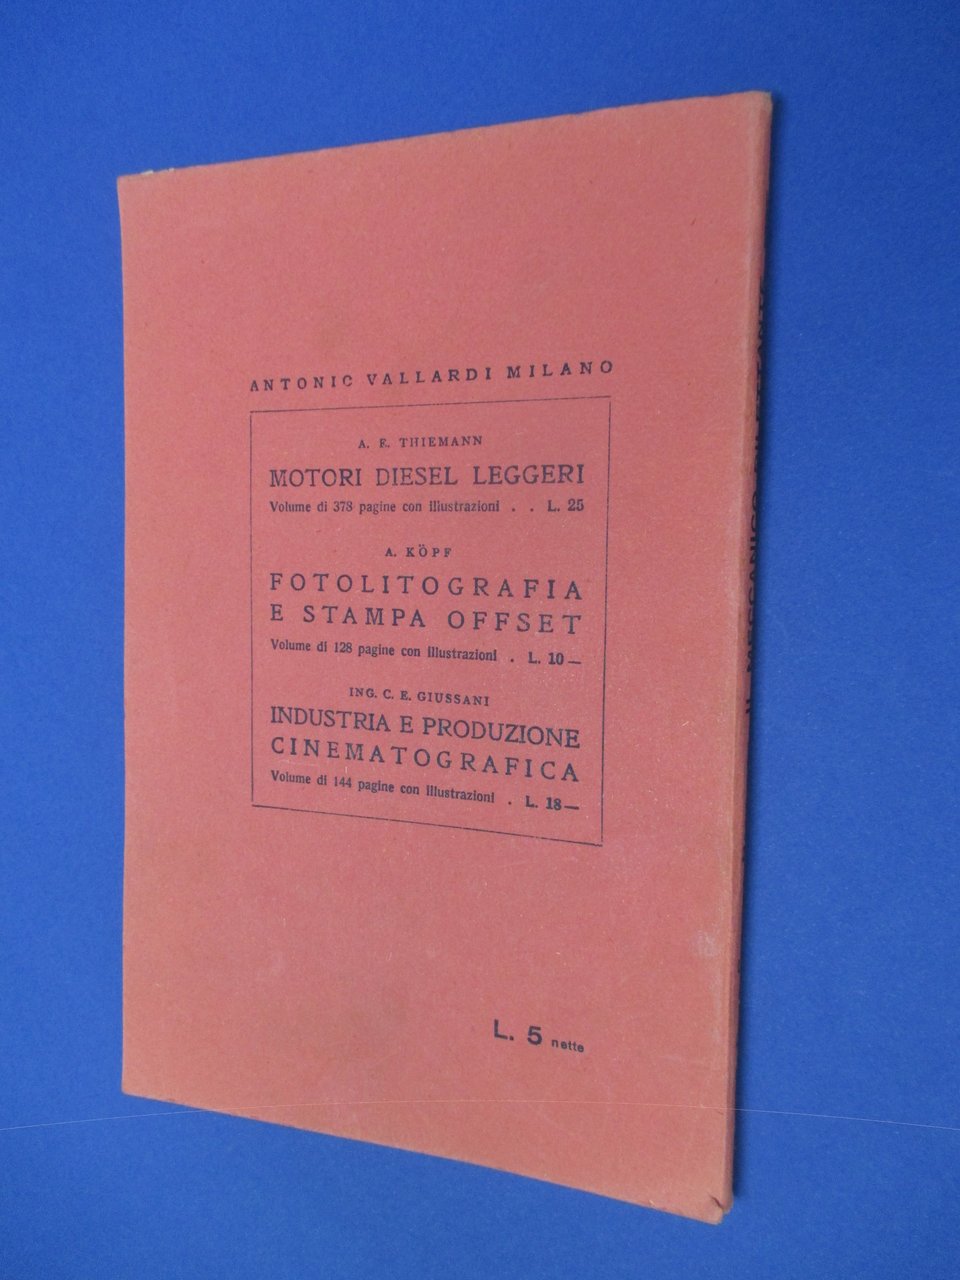 ANTONIO VALLARDI MILANO
A. E. THIEMANN
MOTORI DIESEL LEGGERI
Volume di 378 pagine con illustrazioni . . L. 25
A. KÖPF
FOTOLITOGRAFIA
E STAMPA OFFSET
Volume di 128 pagine con illustrazioni . L. 10 —
ING. C. E. GIUSSANI
INDUSTRIA E PRODUZIONE
CINEMATOGRAFICA
Volume di 144 pagine con illustrazioni . L. 18 —
L. 5 nette